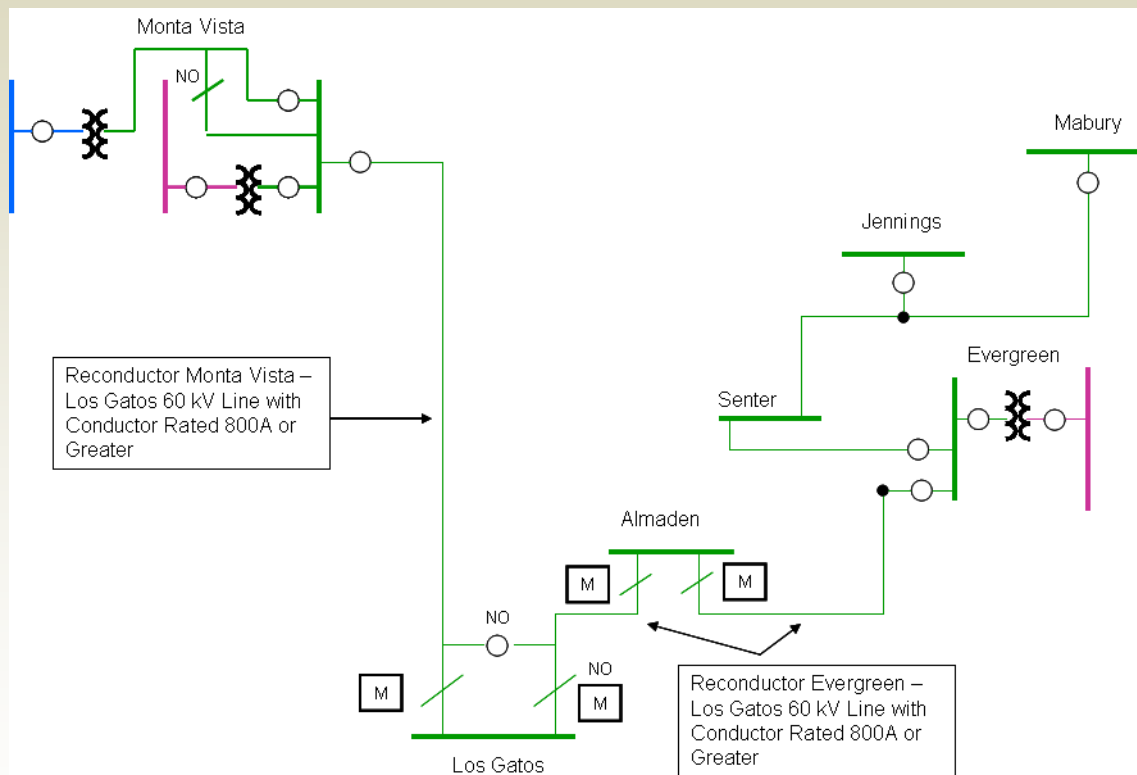 Monta Vista
NO
Mabury
Jennings
Evergreen
Reconductor Monta Vista –
Los Gatos 60 kV Line with
Conductor Rated 800A or
Greater
Senter
Almaden
M
M
NO
NO
M
M
Reconductor Evergreen –
Los Gatos 60 kV Line with
Conductor Rated 800A or
Greater
Los Gatos